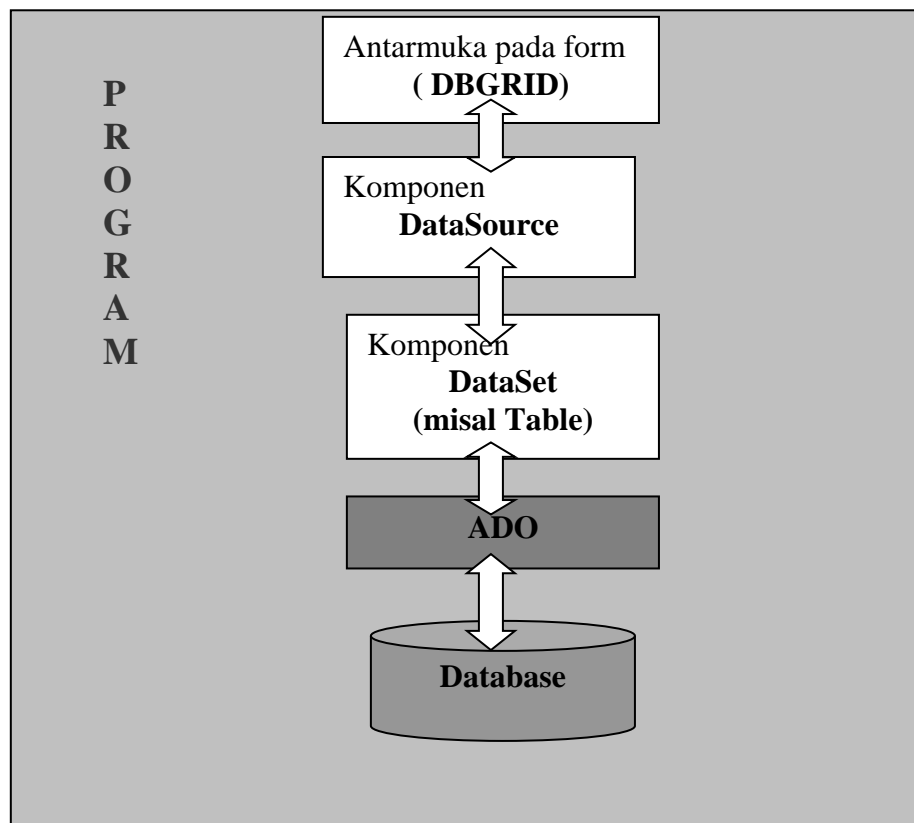 P
R
O
G
R
A
M
Antarmuka pada form
( DBGRID)
Komponen
DataSource
Komponen
DataSet
(misal Table)
ADO
Database